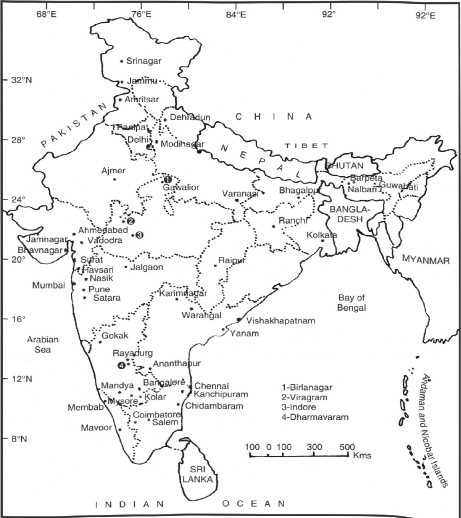 68°E 76°E 84°E 92°E 92°E
Srinagar
32°N
Jammu
Amritsar
PAKISTAN
Dehradun
CHINA
Panipat
28°N
Delhi
Modinagar
NEPAL
TIBET
BHUTAN
Ajmer
1
Gawalior
Varanasi
Bhagalpur
Barpeta
Nalbari
Guwahati
24°N
2
3
Ahmedabad
Jamnagar
Vadodra
Bhavnagar
Ranchi
BANGLA-
DESH
Kolkata
20°N
Surat
Navsari
Jalgaon
Raipur
MYANMAR
Nasik
Mumbai
Pune
Satara
Karimnagar
Warangal
Bay of
Bengal
16°N
Vishakhapatnam
Yanam
Arabian
Sea
Gokak
Rayadurg
4
Ananthapur
12°N
Mandya
Bangalore
Chennai
Kanchipuram
Mysore
Kolar
Membab
Chidambaram
Coimbatore
Salem
Mavoor
8°N
1-Birlanagar
2-Viragram
3-Indore
4-Dharmavaram
100 0 100 300 500
Kms
Andaman and Nicobar Islands
SRI
LANKA
INDIAN OCEAN